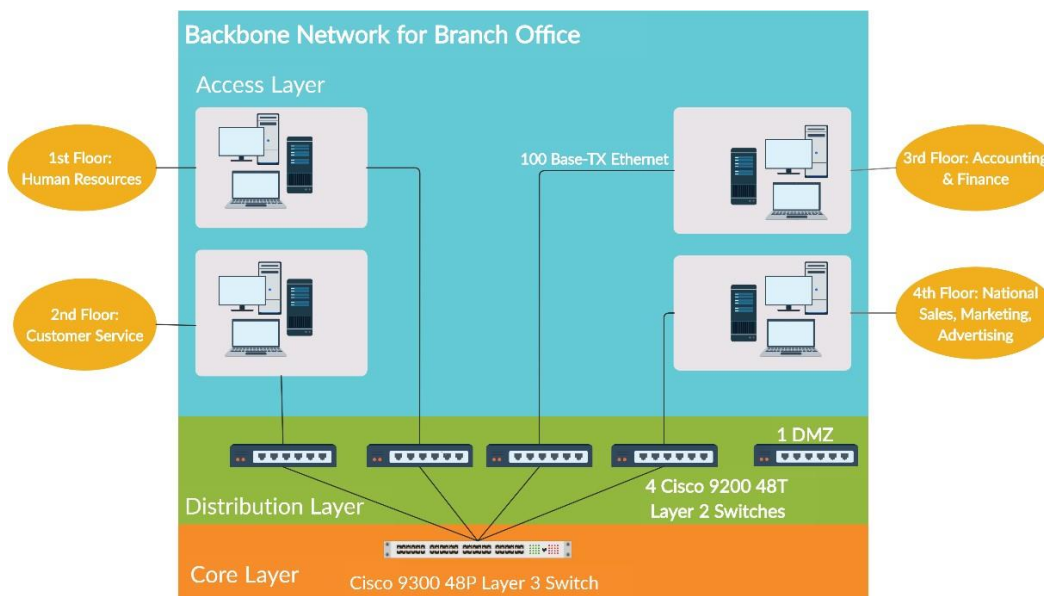 Backbone Network for Branch Office
Access Layer
1st Floor:
Human Resources
100 Base-TX Ethernet
3rd Floor: Accounting
& Finance
2nd Floor:
Customer Service
4th Floor: National
Sales, Marketing,
Advertising
1 DMZ
4 Cisco 9200 48T
Layer 2 Switches
Distribution Layer
Core Layer
Cisco 9300 48P Layer 3 Switch